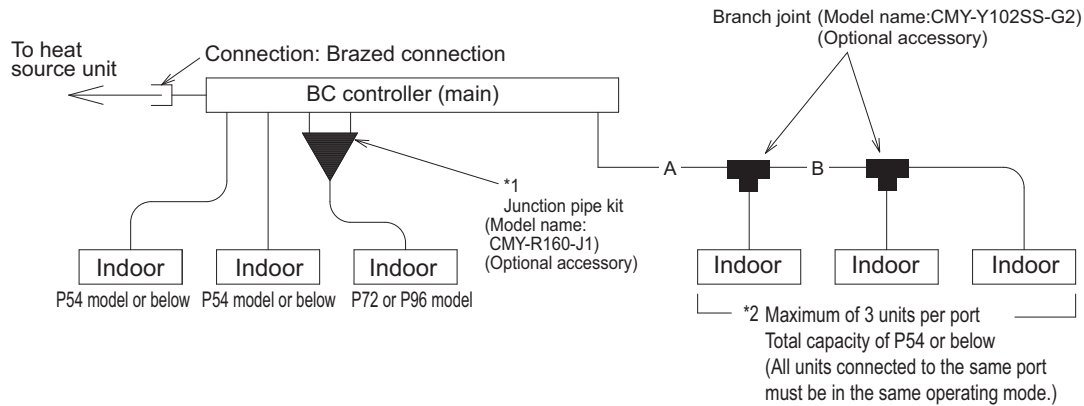 Branch joint (Model name:CMY-Y102SS-G2)
(Optional accessory)
To heat
source unit
Connection: Brazed connection
BC controller (main)
A
B
*1
Junction pipe kit
(Model name:
CMY-R160-J1)
(Optional accessory)
Indoor
Indoor
Indoor
Indoor
Indoor
Indoor
P54 model or below
P54 model or below
P72 or P96 model
*2 Maximum of 3 units per port
Total capacity of P54 or below
(All units connected to the same port
must be in the same operating mode.)